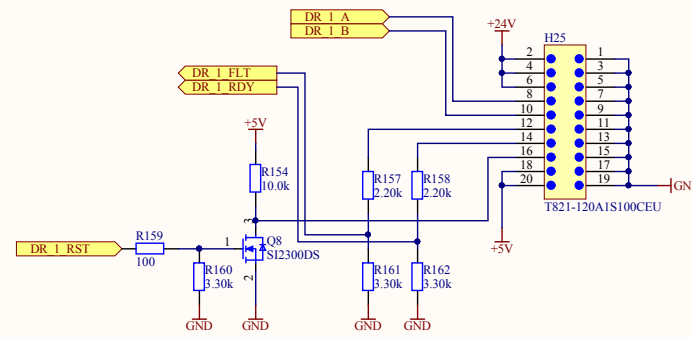 DR_1_A
DR_1_B
+24V
H25
2 1
4 3
6 5
8 7
10 9
12 11
14 13
16 15
18 17
20 19
T821-120A1S100CEU
GN
+5V
DR_1_FLT
DR_1_RDY
+5V
R154
10.0k
R157
2.20k
R158
2.20k
3
Q8
SI2300DS
1
2
DR_1_RST
R159
100
R160
3.30k
R161
3.30k
R162
3.30k
GND
GND
GND
GND